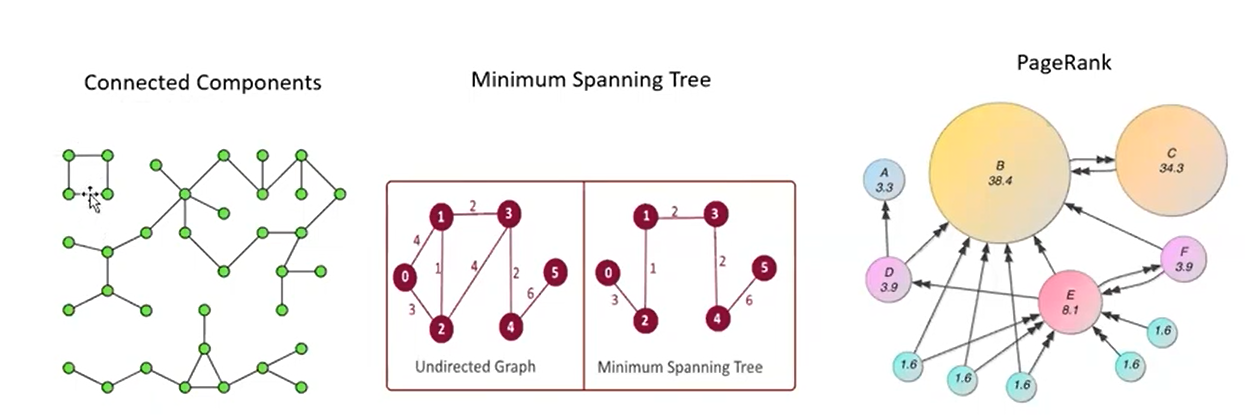 Connected Components
Minimum Spanning Tree
1 2 3
4 1 4 2
0 5
3 6
2 4
Undirected Graph
1 2 3
1 2
0 5
3 6
2 4
Minimum Spanning Tree
PageRank
B
38.4
C
34.3
A
3.3
D
3.9
F
3.9
E
8.1
1.6
1.6
1.6
1.6
1.6